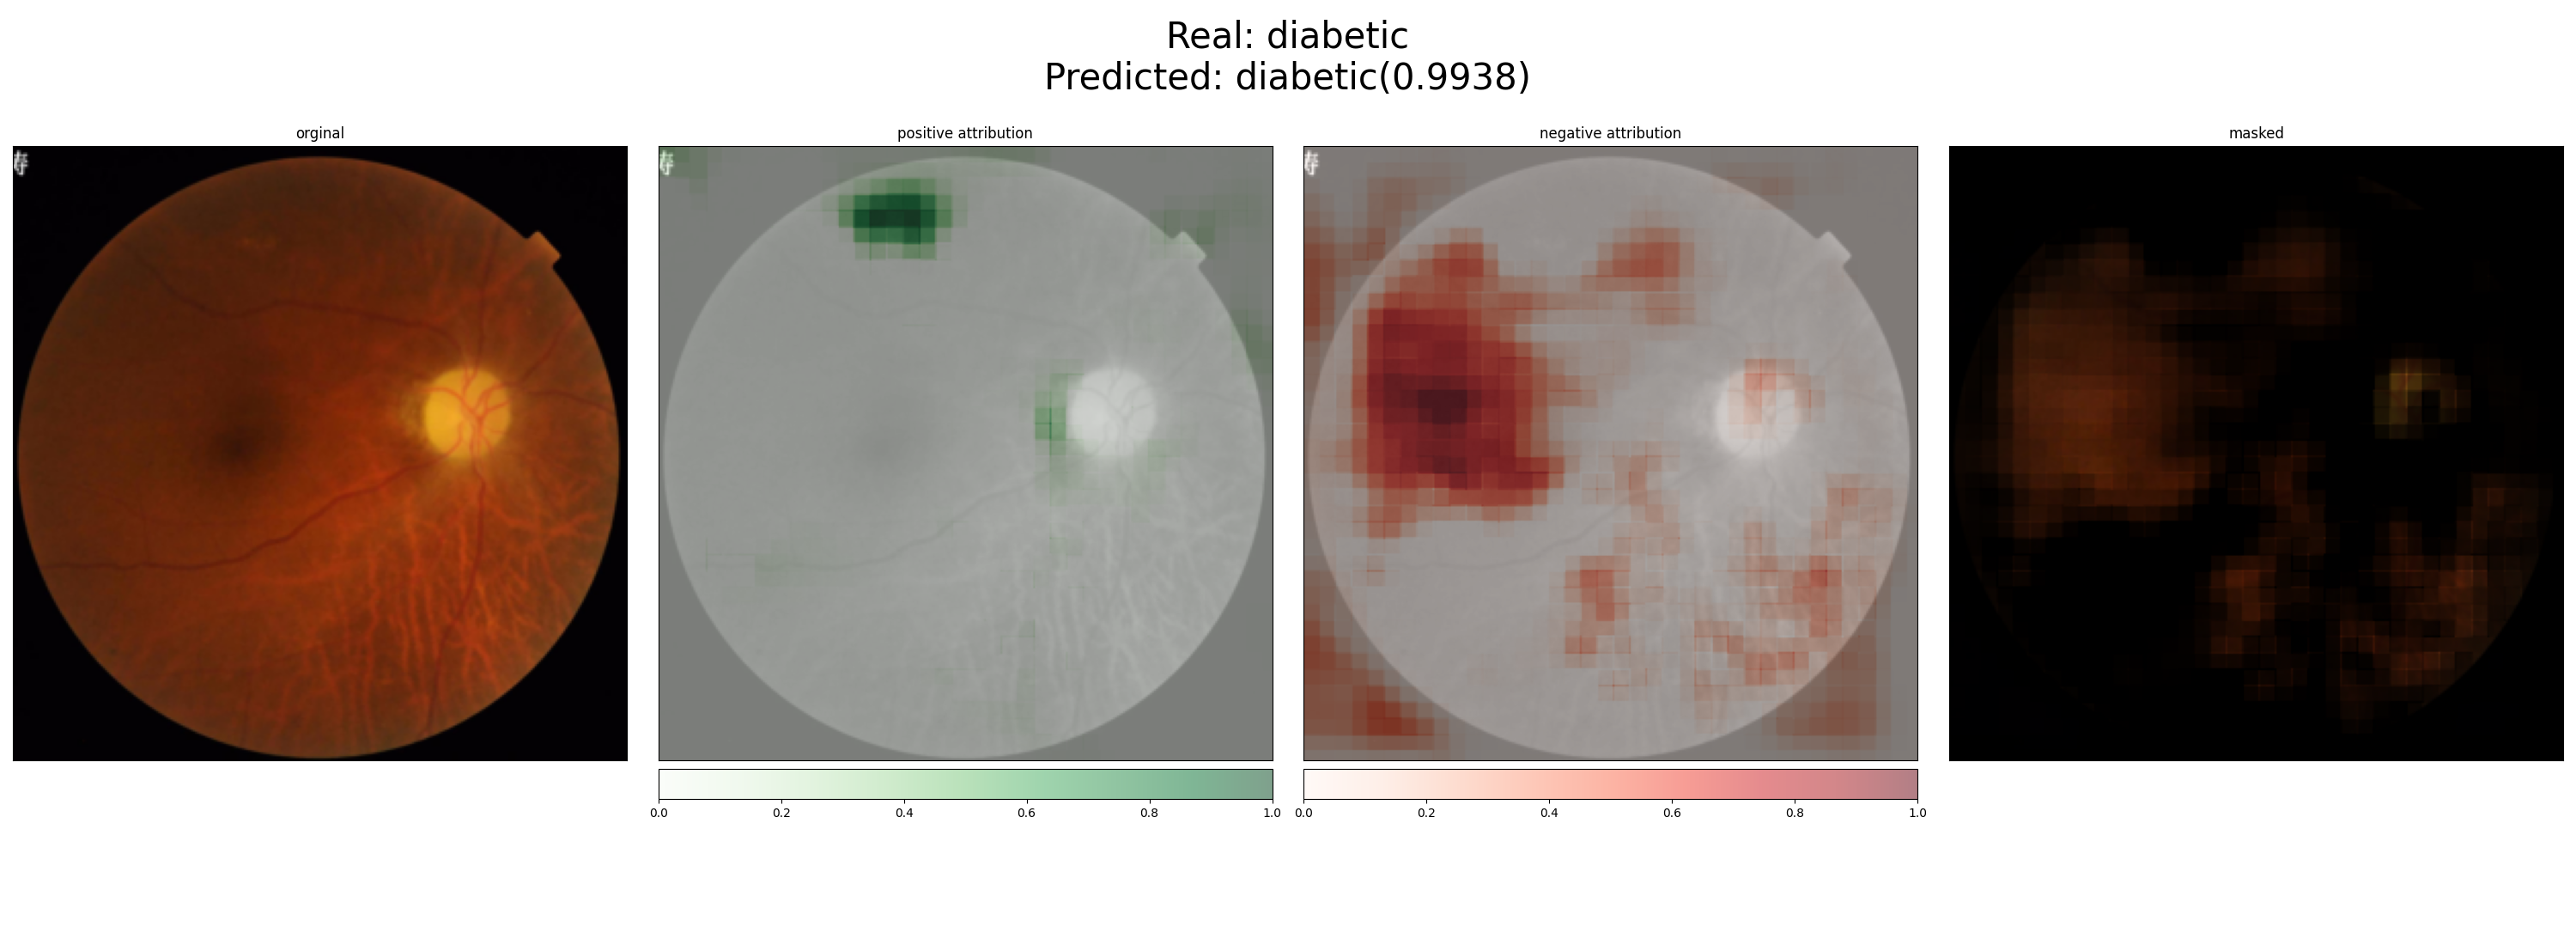 Real: diabetic
Predicted: diabetic(0.9938)
orginal
positive attribution
negative attribution
masked
0.0 0.2 0.4 0.6 0.8 1.0
0.0 0.2 0.4 0.6 0.8 1.0